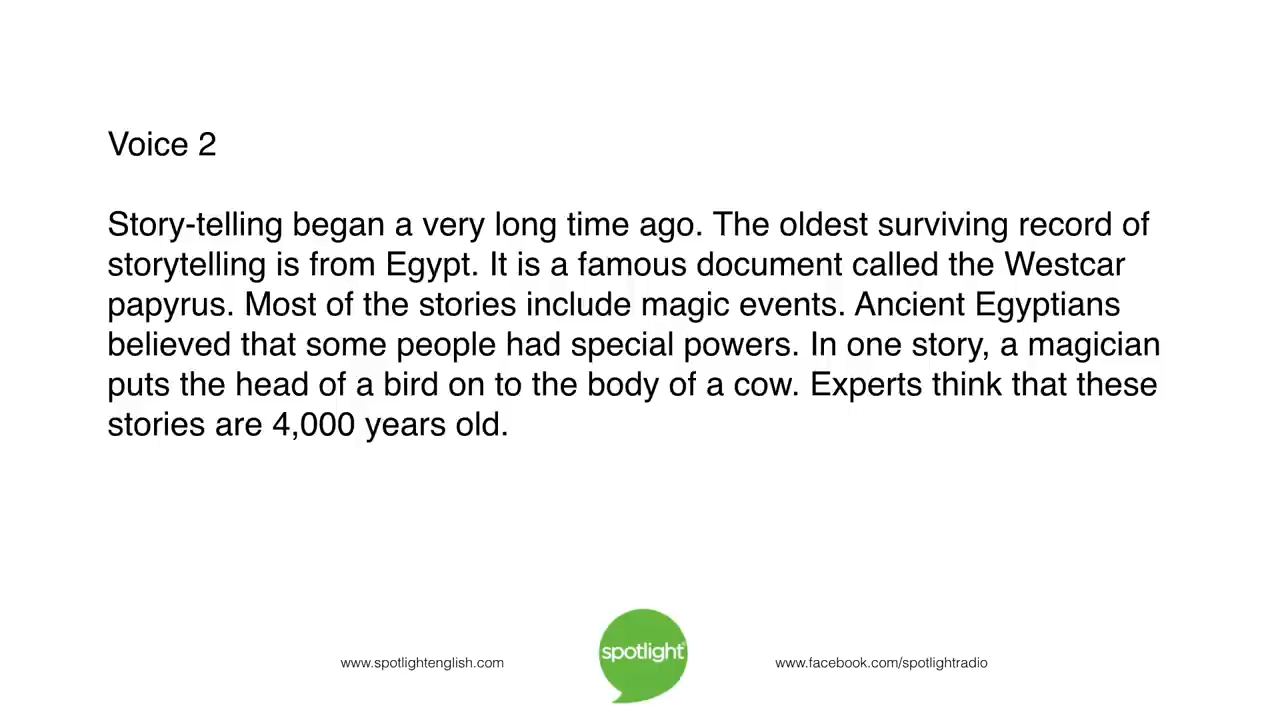 Voice 2
Story-telling began a very long time ago. The oldest surviving record of
storytelling is from Egypt. It is a famous document called the Westcar
papyrus. Most of the stories include magic events. Ancient Egyptians
believed that some people had special powers. In one story, a magician
puts the head of a bird on to the body of a cow. Experts think that these
stories are 4,000 years old.
www.spotlightenglish.com
spotlight®
www.facebook.com/spotlightradio